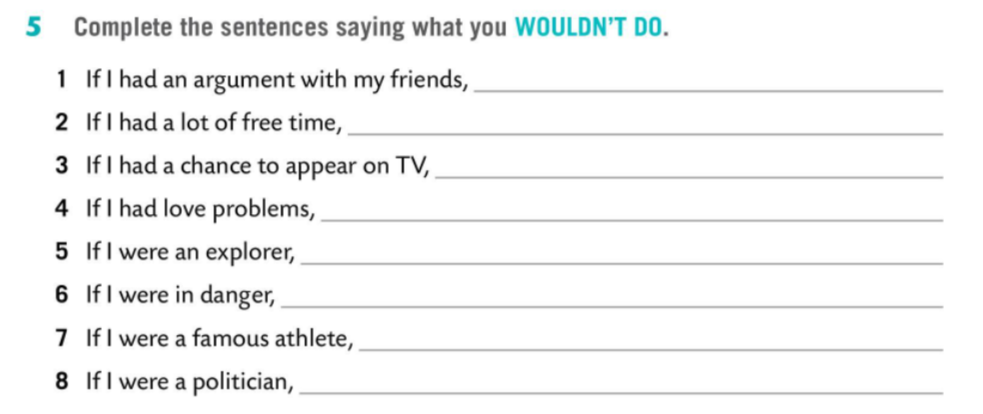 5 Complete the sentences saying what you WOULDN'T DO.
1 If I had an argument with my friends,
2 If I had a lot of free time,
3 If I had a chance to appear on TV,
4 If I had love problems,
5 If I were an explorer,
6 If I were in danger,
7 If I were a famous athlete,
8 If I were a politician,